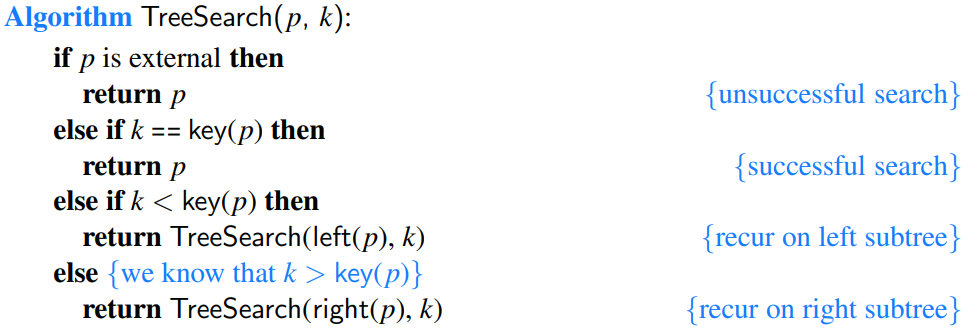 Algorithm TreeSearch(p, k):
if p is external then
return p {unsuccessful search}
else if k == key(p) then
return p {successful search}
else if k < key(p) then
return TreeSearch(left(p), k) {recur on left subtree}
else {we know that k > key(p)}
return TreeSearch(right(p), k) {recur on right subtree}